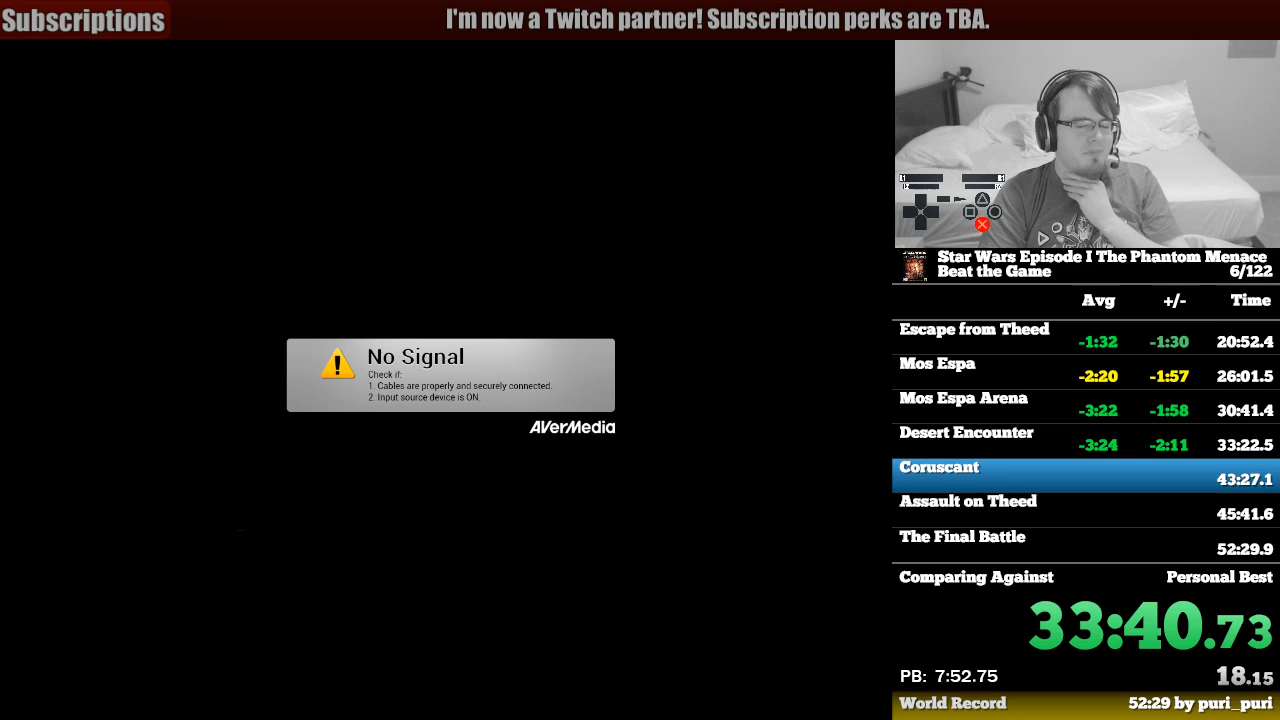 Subscriptions
I'm now a Twitch partner! Subscription perks are TBA.
No Signal
Check if:
1. Cables are properly and securely connected.
2. Input source device is ON.
AVerMedia
Star Wars Episode I The Phantom Menace
Beat the Game 6/122
Avg +/- Time
Escape from Theed
-1:32 -1:30 20:52.4
Mos Espa
-2:20 -1:57 26:01.5
Mos Espa Arena
-3:22 -1:58 30:41.4
Desert Encounter
-3:24 -2:11 33:22.5
Coruscant
43:27.1
Assault on Theed
45:41.6
The Final Battle
52:29.9
Comparing Against Personal Best
33:40.73
PB: 7:52.75 18.15
World Record 52:29 by puri_puri